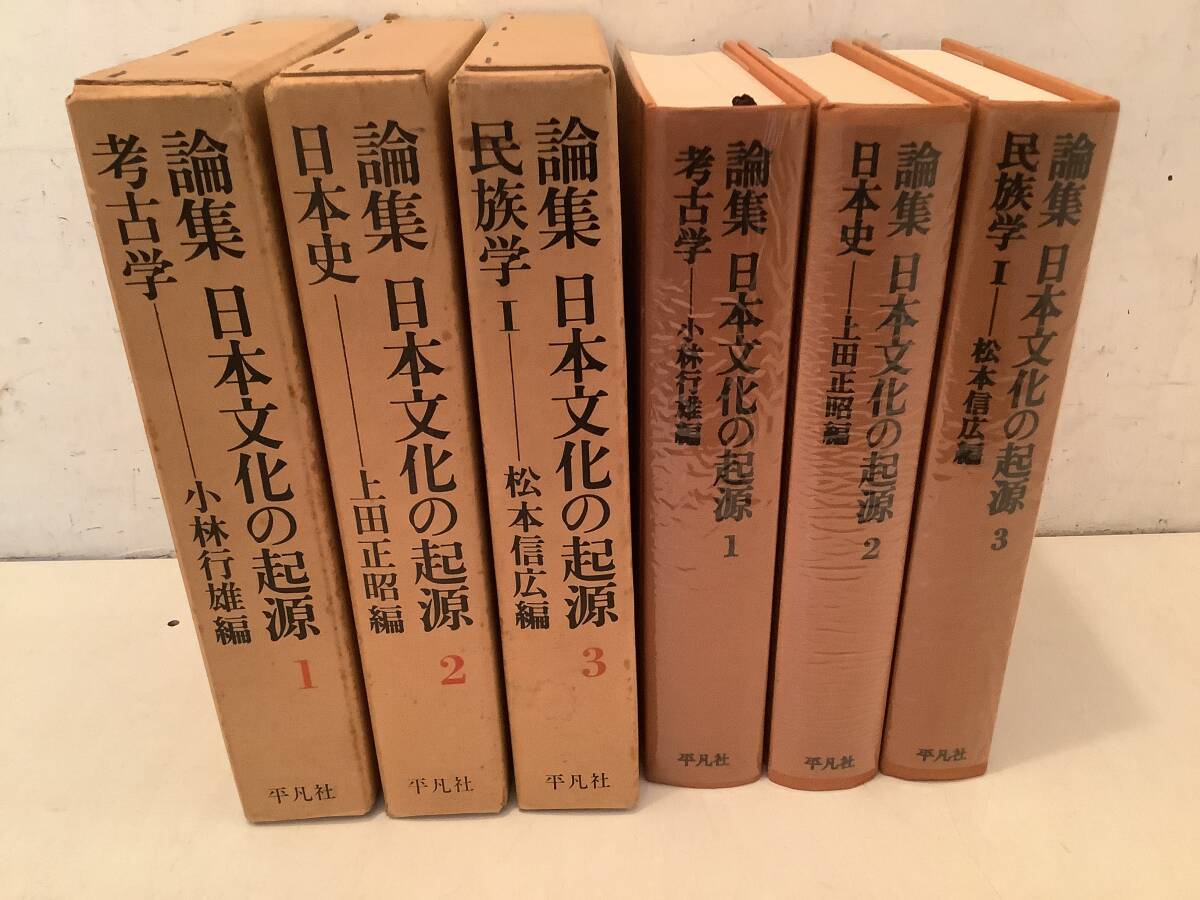 論集 日本文化の起源 1
考古学──小林行雄編
平凡社
論集 日本文化の起源 2
日本史──上田正昭編
平凡社
論集 日本文化の起源 3
民族学Ⅰ──松本信広編
平凡社
論集 日本文化の起源 1
考古学──小林行雄編
平凡社
論集 日本文化の起源 2
日本史──上田正昭編
平凡社
論集 日本文化の起源 3
民族学Ⅰ──松本信広編
平凡社